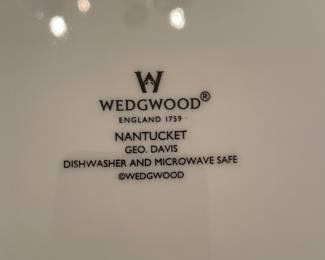 W
WEDGWOOD®
ENGLAND 1759
NANTUCKET
GEO. DAVIS
DISHWASHER AND MICROWAVE SAFE
©WEDGWOOD